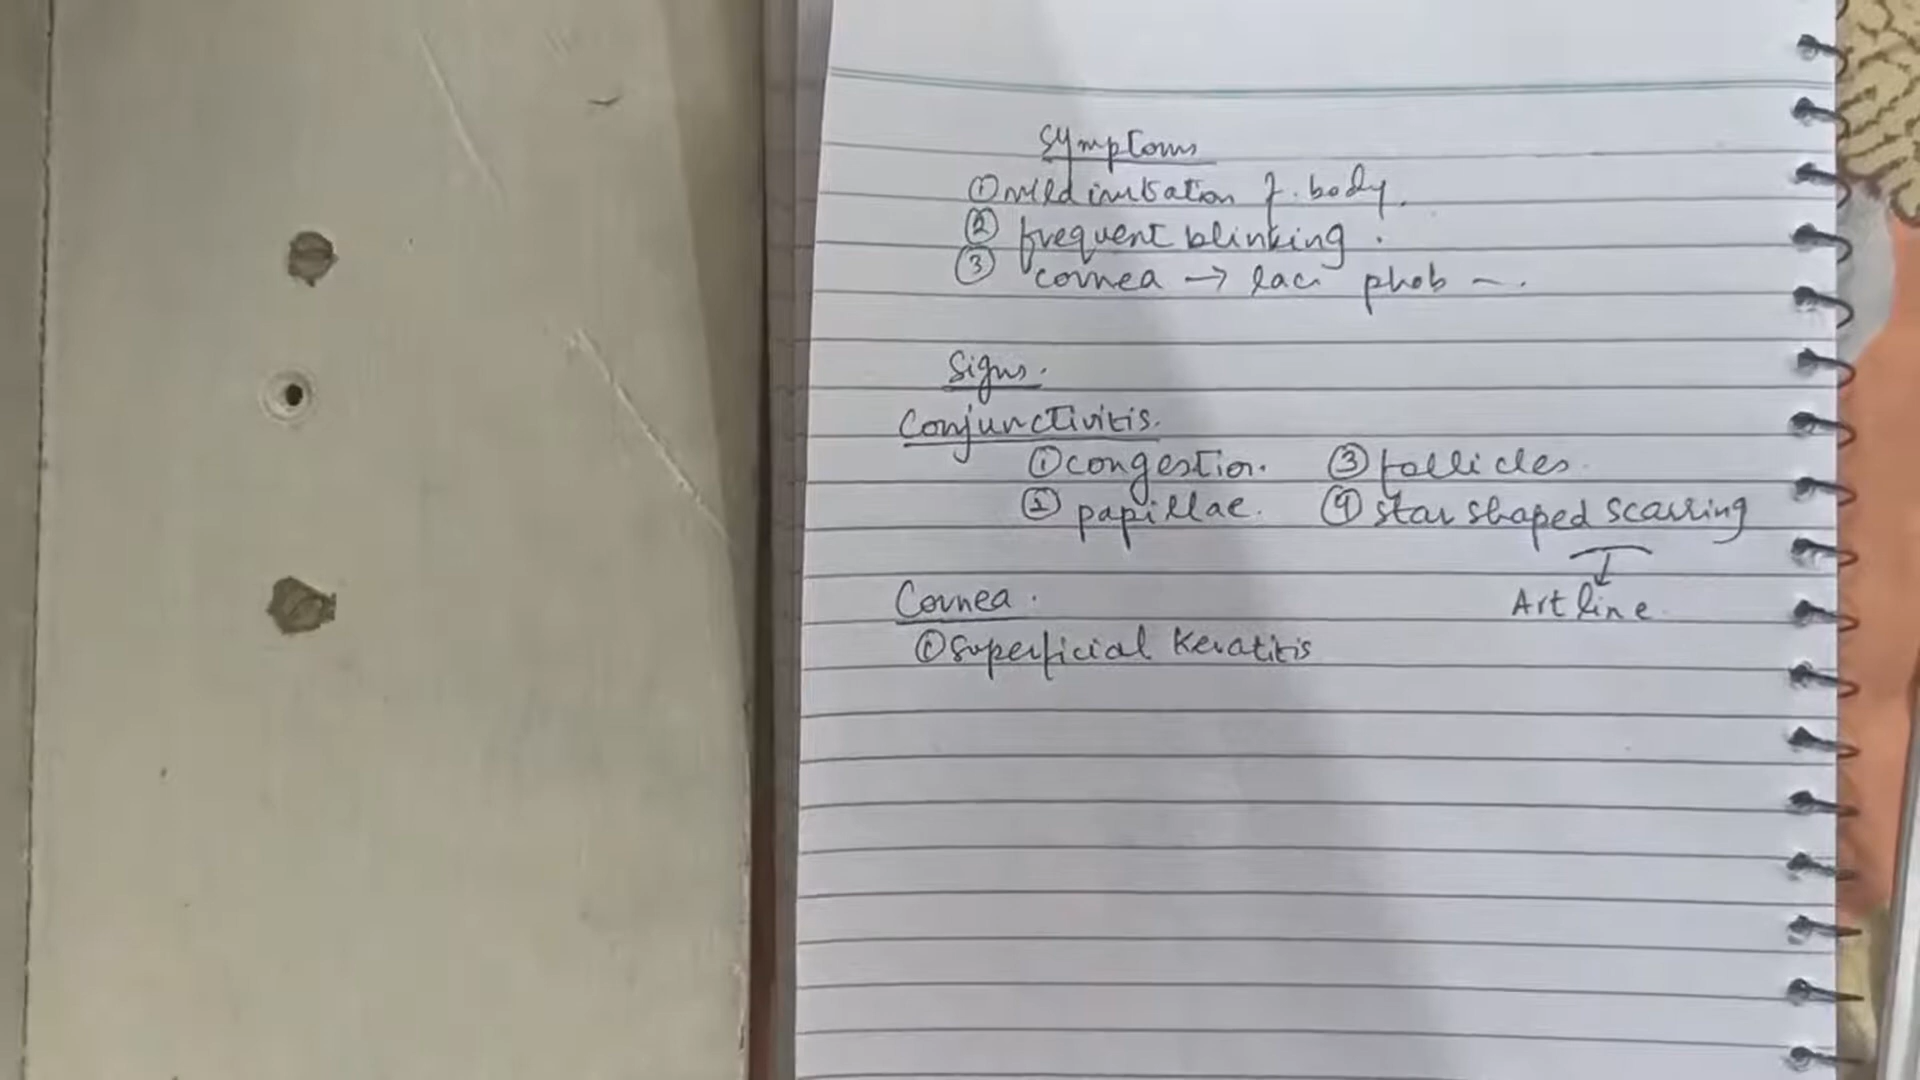 Symptoms
① mild irritation f. body.
② frequent blinking.
③ cornea → lacr phob –.
Signs.
Conjunctivitis.
① congestion. ③ follicles.
② papillae. ④ star shaped scarring
↓
Art line
Cornea.
① superficial keratitis